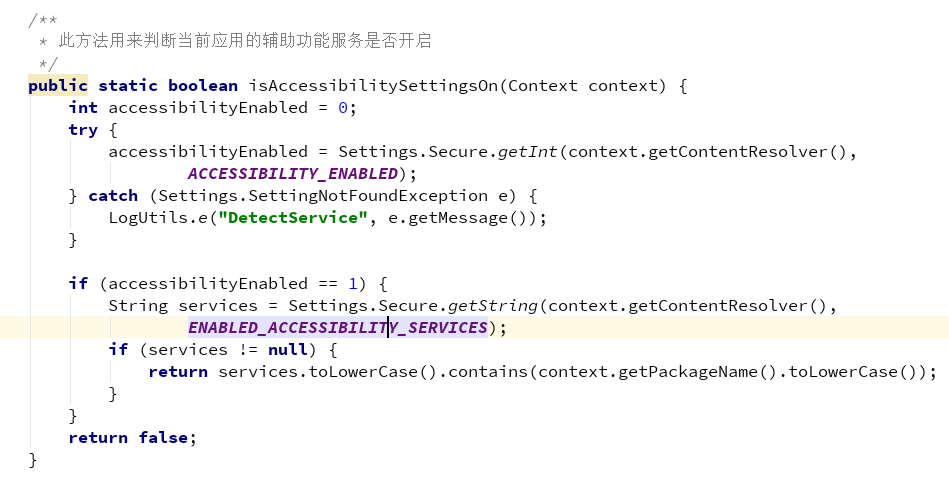 /**
 * 此方法用来判断当前应用的辅助功能服务是否开启
 */
public static boolean isAccessibilitySettingsOn(Context context) {
    int accessibilityEnabled = 0;
    try {
        accessibilityEnabled = Settings.Secure.getInt(context.getContentResolver(),
                ACCESSIBILITY_ENABLED);
    } catch (Settings.SettingNotFoundException e) {
        LogUtils.e("DetectService", e.getMessage());
    }

    if (accessibilityEnabled == 1) {
        String services = Settings.Secure.getString(context.getContentResolver(),
                ENABLED_ACCESSIBILITY_SERVICES);
        if (services != null) {
            return services.toLowerCase().contains(context.getPackageName().toLowerCase());
        }
    }
    return false;
}